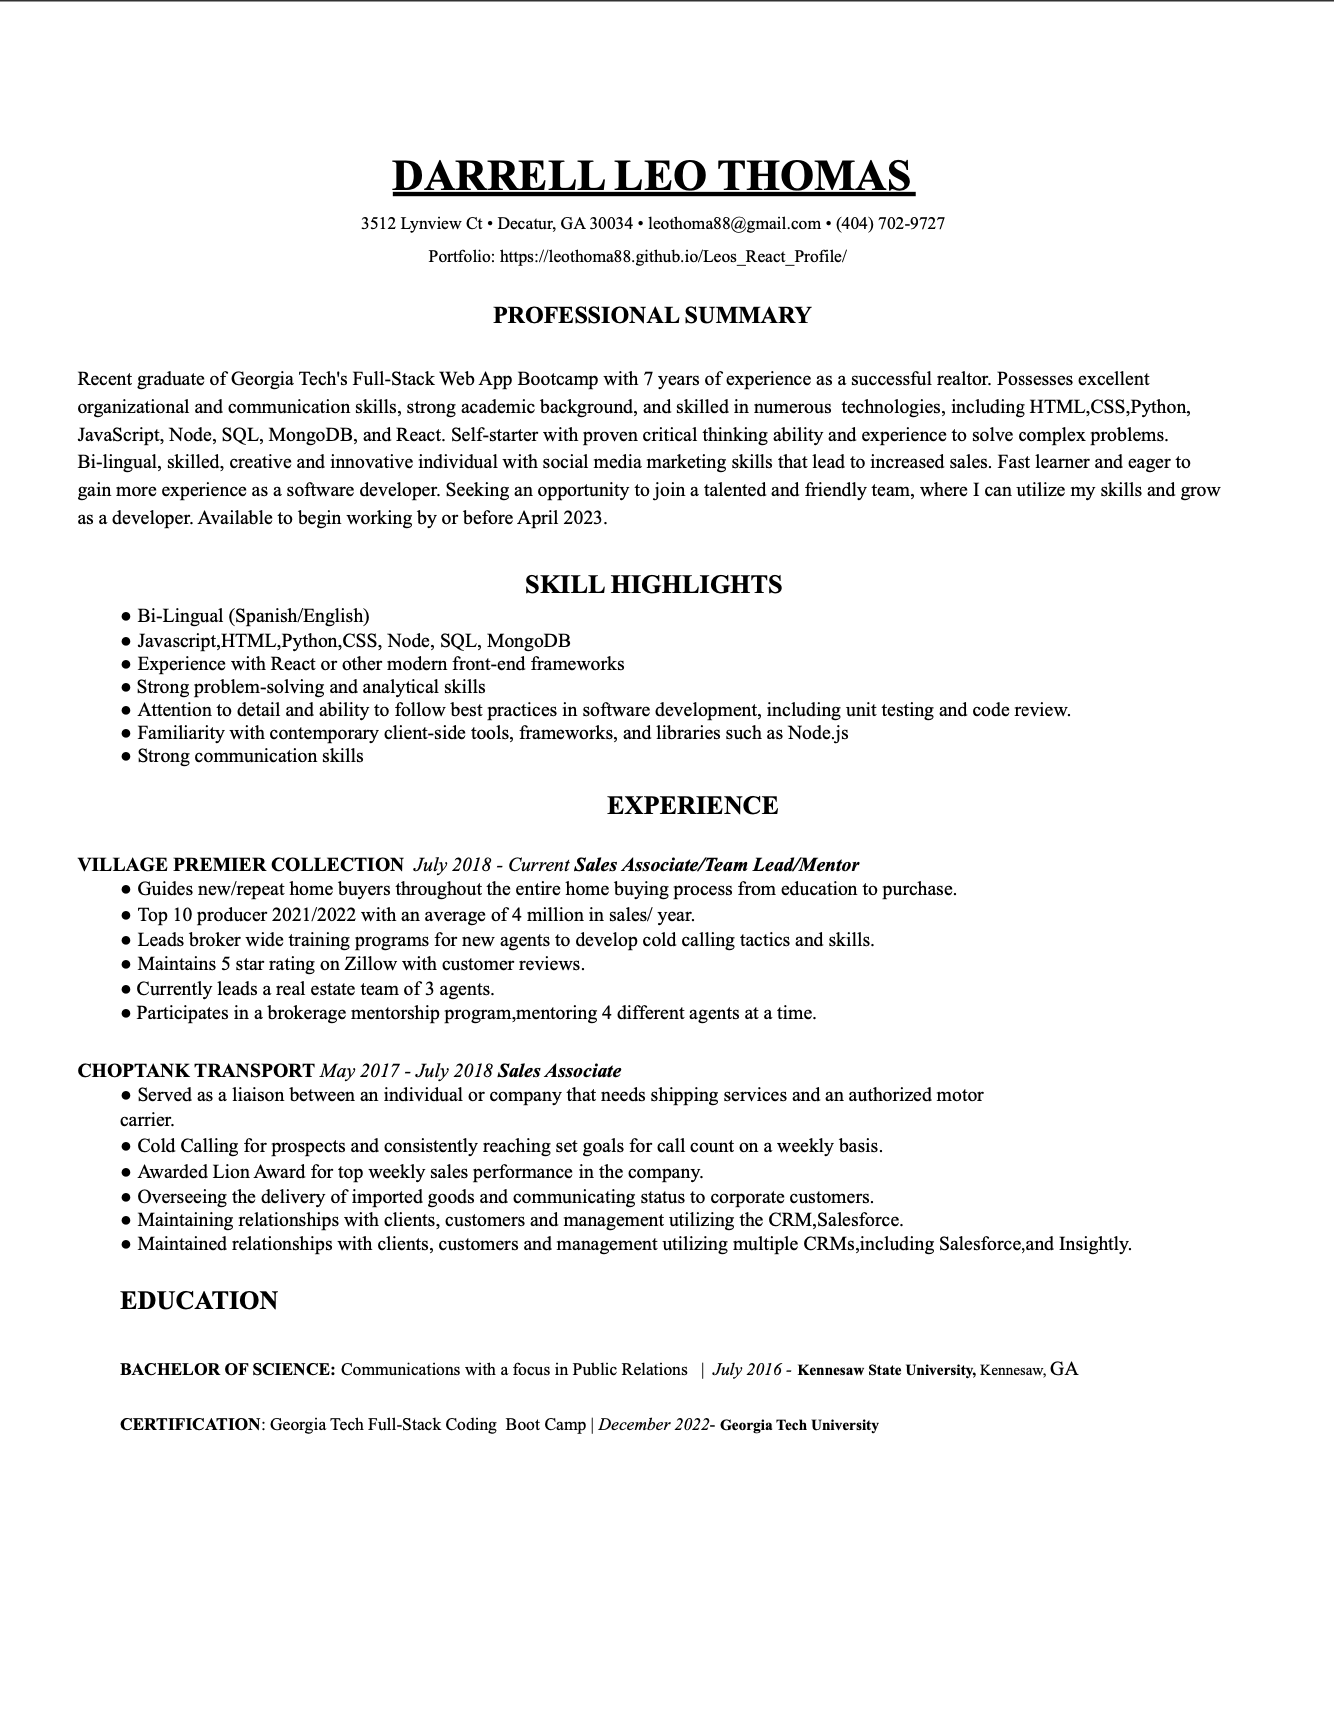 DARRELL LEO THOMAS
3512 Lynview Ct • Decatur, GA 30034 • leothoma88@gmail.com • (404) 702-9727
Portfolio: https://leothoma88.github.io/Leos_React_Profile/
PROFESSIONAL SUMMARY
Recent graduate of Georgia Tech's Full-Stack Web App Bootcamp with 7 years of experience as a successful realtor. Possesses excellent
organizational and communication skills, strong academic background, and skilled in numerous  technologies, including HTML,CSS,Python,
JavaScript, Node, SQL, MongoDB, and React. Self-starter with proven critical thinking ability and experience to solve complex problems.
Bi-lingual, skilled, creative and innovative individual with social media marketing skills that lead to increased sales. Fast learner and eager to
gain more experience as a software developer. Seeking an opportunity to join a talented and friendly team, where I can utilize my skills and grow
as a developer. Available to begin working by or before April 2023.
SKILL HIGHLIGHTS
● Bi-Lingual (Spanish/English)
● Javascript,HTML,Python,CSS, Node, SQL, MongoDB
● Experience with React or other modern front-end frameworks
● Strong problem-solving and analytical skills
● Attention to detail and ability to follow best practices in software development, including unit testing and code review.
● Familiarity with contemporary client-side tools, frameworks, and libraries such as Node.js
● Strong communication skills
EXPERIENCE
VILLAGE PREMIER COLLECTION  July 2018 - Current Sales Associate/Team Lead/Mentor
● Guides new/repeat home buyers throughout the entire home buying process from education to purchase.
● Top 10 producer 2021/2022 with an average of 4 million in sales/ year.
● Leads broker wide training programs for new agents to develop cold calling tactics and skills.
● Maintains 5 star rating on Zillow with customer reviews.
● Currently leads a real estate team of 3 agents.
● Participates in a brokerage mentorship program,mentoring 4 different agents at a time.
CHOPTANK TRANSPORT May 2017 - July 2018 Sales Associate
● Served as a liaison between an individual or company that needs shipping services and an authorized motor
carrier.
● Cold Calling for prospects and consistently reaching set goals for call count on a weekly basis.
● Awarded Lion Award for top weekly sales performance in the company.
● Overseeing the delivery of imported goods and communicating status to corporate customers.
● Maintaining relationships with clients, customers and management utilizing the CRM,Salesforce.
● Maintained relationships with clients, customers and management utilizing multiple CRMs,including Salesforce,and Insightly.
EDUCATION
BACHELOR OF SCIENCE: Communications with a focus in Public Relations  | July 2016 - Kennesaw State University, Kennesaw, GA
CERTIFICATION: Georgia Tech Full-Stack Coding  Boot Camp | December 2022- Georgia Tech University